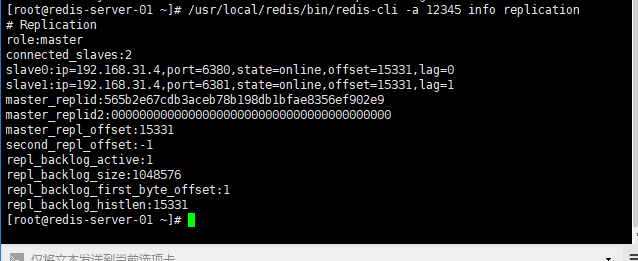 [root@redis-server-01 ~]# /usr/local/redis/bin/redis-cli -a 12345 info replication
# Replication
role:master
connected_slaves:2
slave0:ip=192.168.31.4,port=6380,state=online,offset=15331,lag=0
slave1:ip=192.168.31.4,port=6381,state=online,offset=15331,lag=1
master_replid:565b2e67cdb3aceb78b198db1bfae8356ef902e9
master_replid2:0000000000000000000000000000000000000000
master_repl_offset:15331
second_repl_offset:-1
repl_backlog_active:1
repl_backlog_size:1048576
repl_backlog_first_byte_offset:1
repl_backlog_histlen:15331
[root@redis-server-01 ~]#
仅将文本发送到当前选项卡